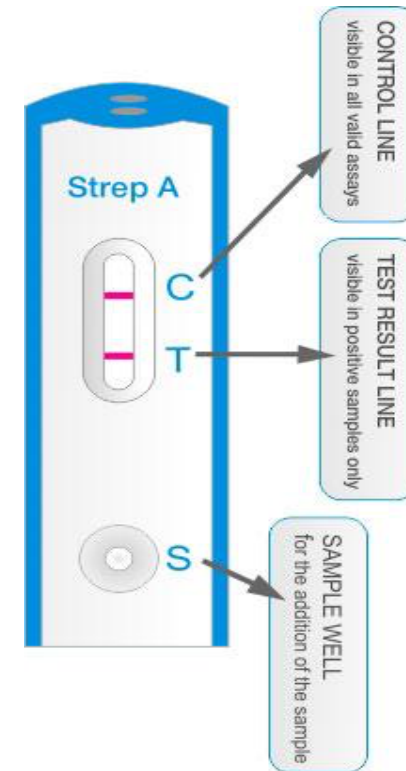 Strep A
C
T
S
CONTROL LINE
visible in all valid assays
TEST RESULT LINE
visible in positive samples only
SAMPLE WELL
for the addition of the sample